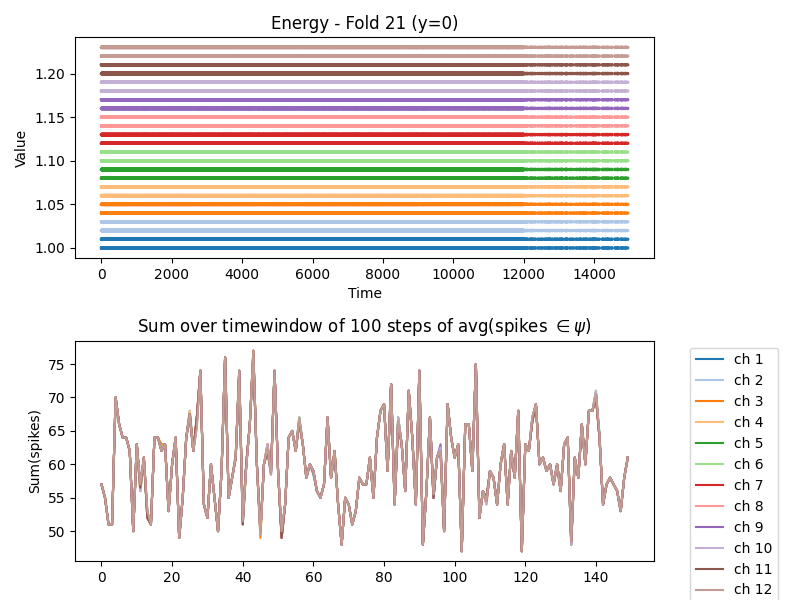 Energy - Fold 21 (y=0)
Value
1.20
1.15
1.10
1.05
1.00
0 2000 4000 6000 8000 10000 12000 14000
Time
Sum over timewindow of 100 steps of avg(spikes ∈ ψ)
Sum(spikes)
75
70
65
60
55
50
0 20 40 60 80 100 120 140
ch 1
ch 2
ch 3
ch 4
ch 5
ch 6
ch 7
ch 8
ch 9
ch 10
ch 11
ch 12